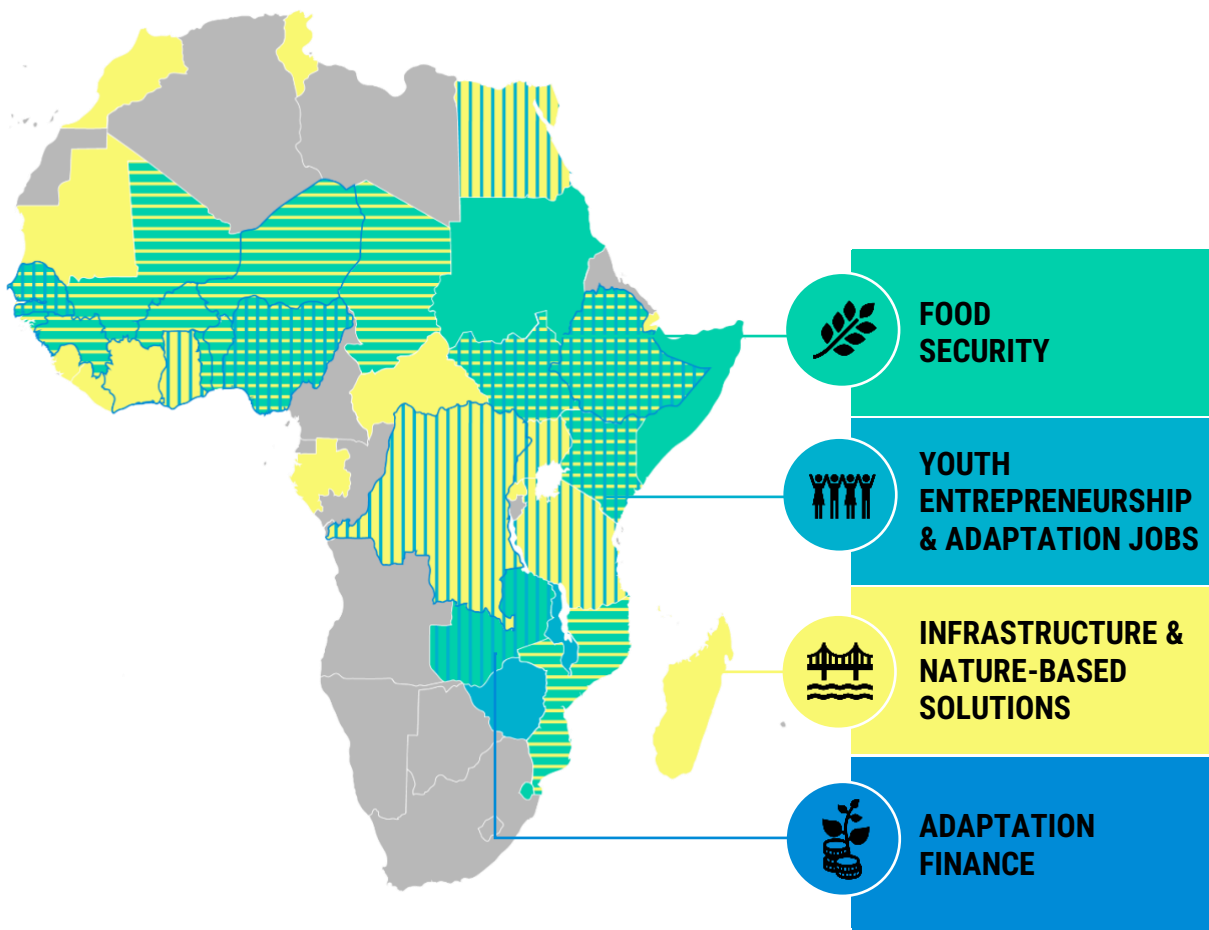 FOOD
SECURITY
YOUTH
ENTREPRENEURSHIP
& ADAPTATION JOBS
INFRASTRUCTURE &
NATURE-BASED
SOLUTIONS
ADAPTATION
FINANCE